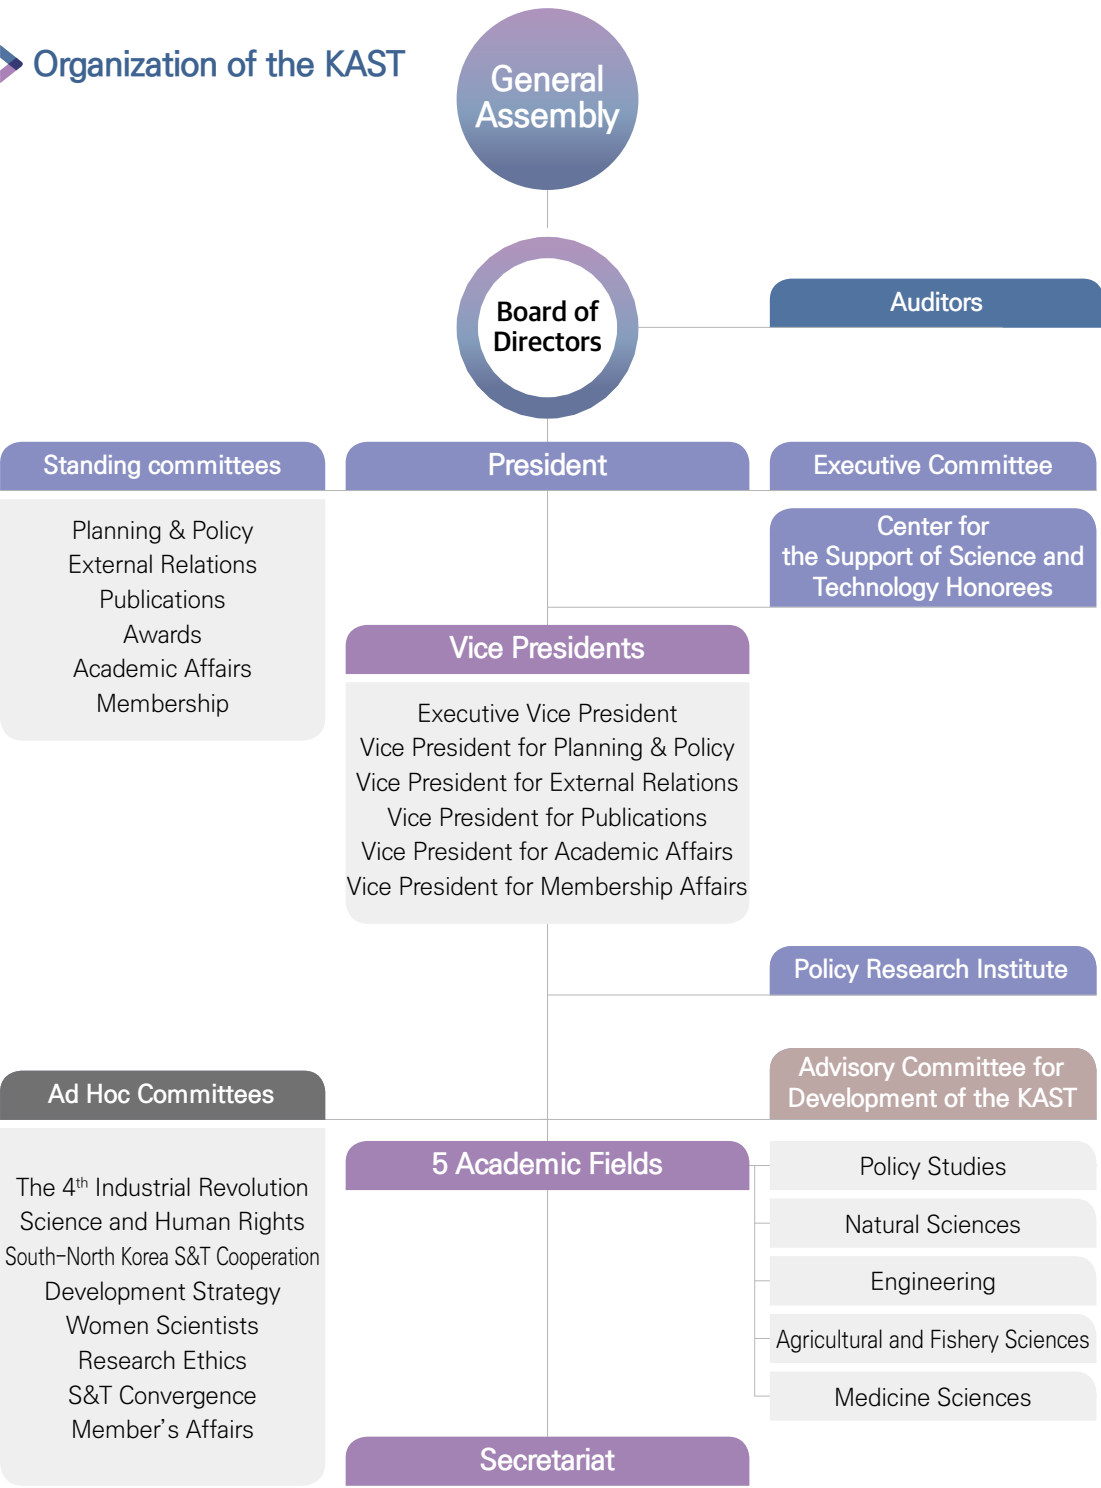 Organization of the KAST
General
Assembly
Board of
Directors
Auditors
Standing committees
Planning & Policy
External Relations
Publications
Awards
Academic Affairs
Membership
President
Executive Committee
Center for
the Support of Science and
Technology Honorees
Vice Presidents
Executive Vice President
Vice President for Planning & Policy
Vice President for External Relations
Vice President for Publications
Vice President for Academic Affairs
Vice President for Membership Affairs
Policy Research Institute
Advisory Committee for
Development of the KAST
Ad Hoc Committees
The 4th Industrial Revolution
Science and Human Rights
South-North Korea S&T Cooperation
Development Strategy
Women Scientists
Research Ethics
S&T Convergence
Member's Affairs
5 Academic Fields
Policy Studies
Natural Sciences
Engineering
Agricultural and Fishery Sciences
Medicine Sciences
Secretariat